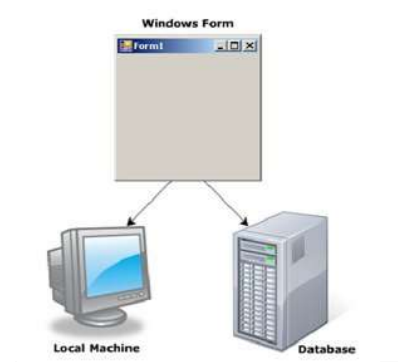 Windows Form
Form1
Local Machine
Database